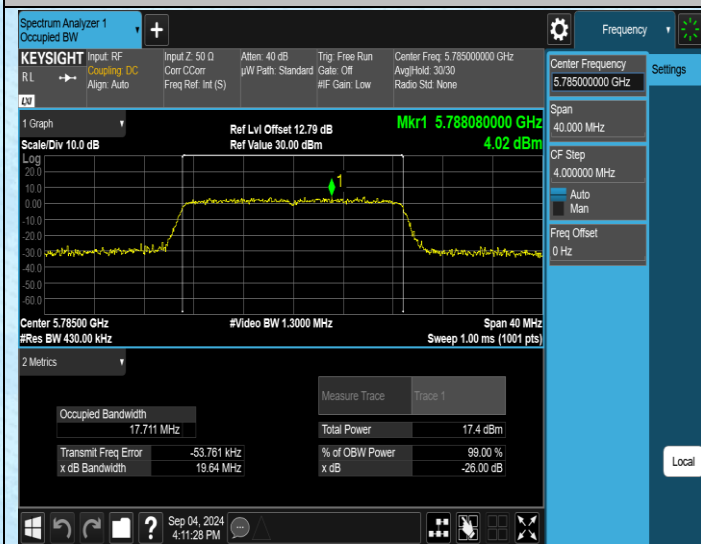 Spectrum Analyzer 1
Occupied BW
Frequency
KEYSIGHT
Input: RF
Input Z: 50 Ω
Atten: 40 dB
Trig: Free Run
Center Freq: 5.785000000 GHz
R L
Coupling: DC
Corr CCorr
µW Path: Standard
Gate: Off
Avg|Hold: 30/30
Align: Auto
Freq Ref: Int (S)
#IF Gain: Low
Radio Std: None
LXI
Center Frequency
5.785000000 GHz
Settings
Span
40.000 MHz
CF Step
4.000000 MHz
Auto
Man
Freq Offset
0 Hz
1 Graph
Ref Lvl Offset 12.79 dB
Mkr1 5.788080000 GHz
Scale/Div 10.0 dB
Ref Value 30.00 dBm
4.02 dBm
Log
20.0
10.0
0.00
-10.0
-20.0
-30.0
-40.0
-50.0
-60.0
1
Center 5.78500 GHz
#Video BW 1.3000 MHz
Span 40 MHz
#Res BW 430.00 kHz
Sweep 1.00 ms (1001 pts)
2 Metrics
Measure Trace
Trace 1
Occupied Bandwidth
17.711 MHz
Total Power
17.4 dBm
Transmit Freq Error
-53.761 kHz
% of OBW Power
99.00 %
x dB Bandwidth
19.64 MHz
x dB
-26.00 dB
Local
?
Sep 04, 2024
4:11:28 PM